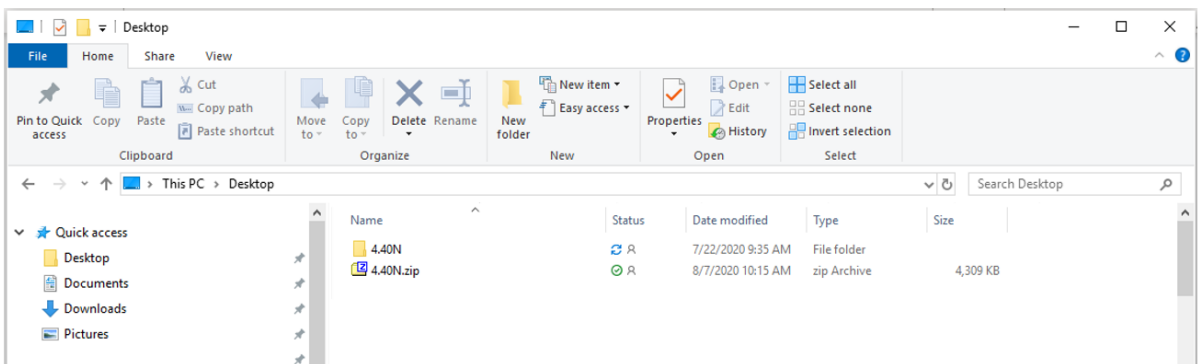 Desktop
File Home Share View
Pin to Quick access
Copy
Paste
Cut
Copy path
Paste shortcut
Clipboard
Move to
Copy to
Delete
Rename
Organize
New folder
New item
Easy access
New
Properties
Open
Edit
History
Open
Select all
Select none
Invert selection
Select
This PC > Desktop
Search Desktop
Quick access
Desktop
Documents
Downloads
Pictures
Name Status Date modified Type Size
4.40N 7/22/2020 9:35 AM File folder
4.40N.zip 8/7/2020 10:15 AM zip Archive 4,309 KB